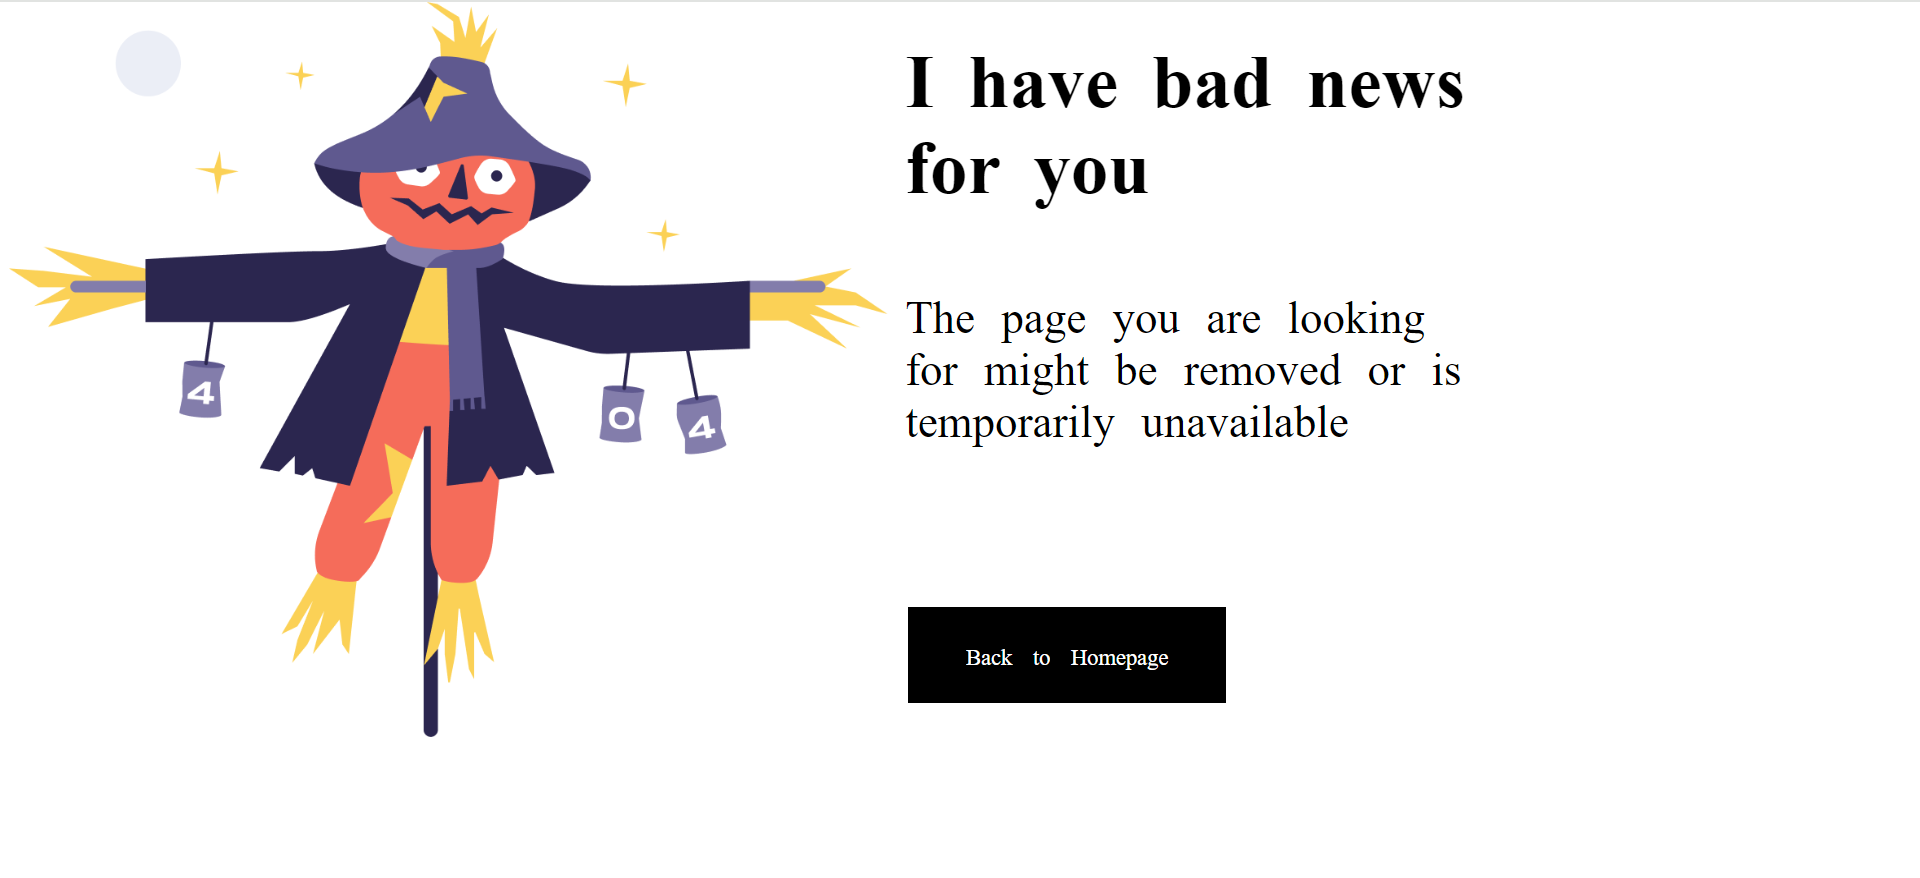 I have bad news
for you
The page you are looking
for might be removed or is
temporarily unavailable
4
0
4
Back to Homepage